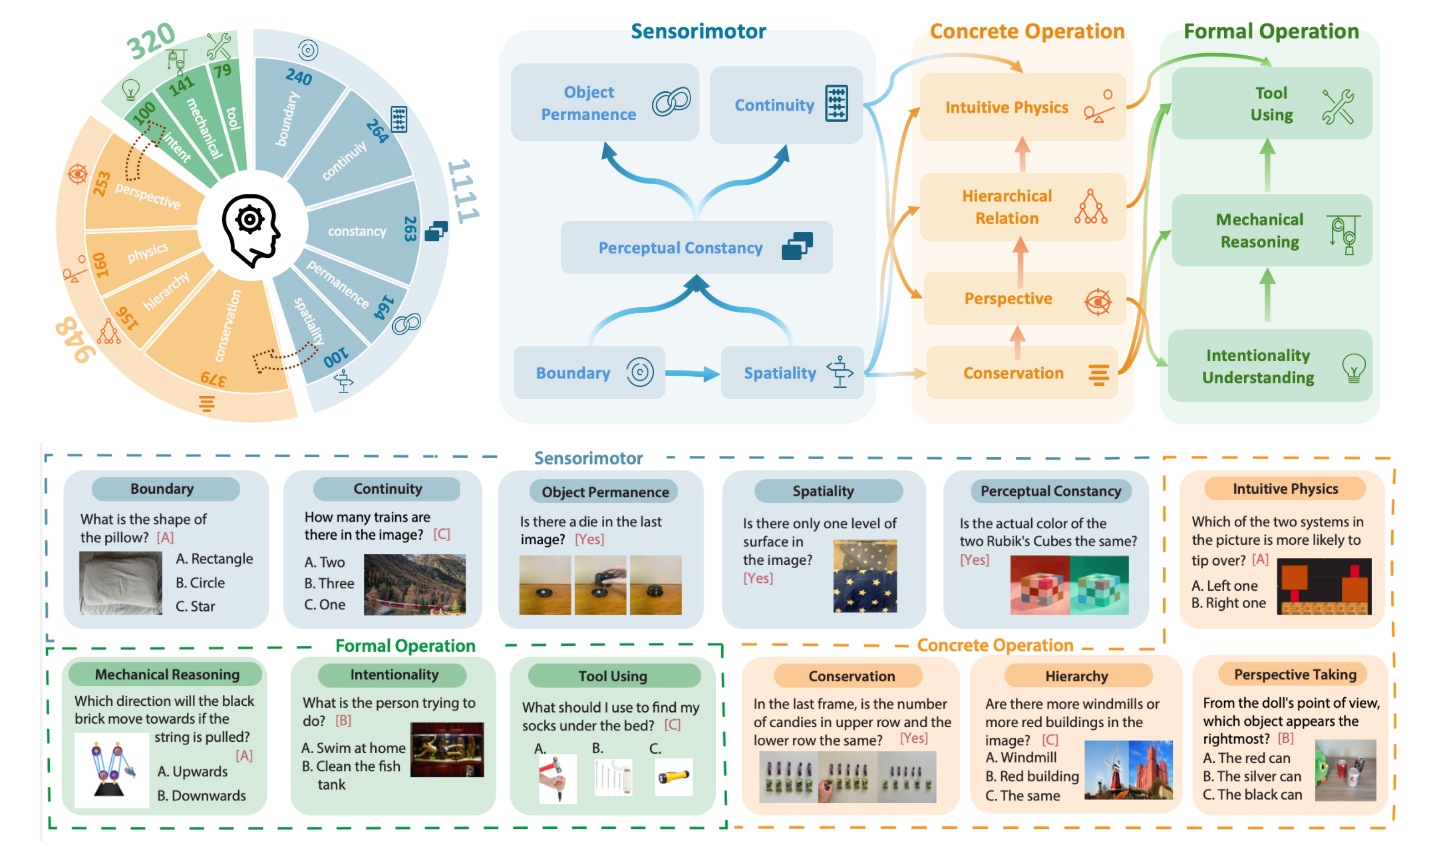 320
79
tool
141
mechanical
100
intent
240
boundary
264
continuiy
1111
263
constancy
permanence
164
spatiality
100
253
perspective
160
physics
156
hierarchy
948
conservation
379
Sensorimotor
Object
Permanence
Continuity
Perceptual Constancy
Boundary
Spatiality
Concrete Operation
Intuitive Physics
Hierarchical
Relation
Perspective
Conservation
Formal Operation
Tool
Using
Mechanical
Reasoning
Intentionality
Understanding
Sensorimotor
Boundary
What is the shape of
the pillow? [A]
A. Rectangle
B. Circle
C. Star
Continuity
How many trains are
there in the image? [C]
A. Two
B. Three
C. One
Object Permanence
Is there a die in the last
image? [Yes]
Spatiality
Is there only one level of
surface in
the image?
[Yes]
Perceptual Constancy
Is the actual color of the
two Rubik's Cubes the same?
[Yes]
Intuitive Physics
Which of the two systems in
the picture is more likely to
tip over? [A]
A. Left one
B. Right one
Formal Operation
Mechanical Reasoning
Which direction will the black
brick move towards if the
string is pulled?
[A]
A. Upwards
B. Downwards
Intentionality
What is the person trying to
do? [B]
A. Swim at home
B. Clean the fish
tank
Tool Using
What should I use to find my
socks under the bed? [C]
A. B. C.
Concrete Operation
Conservation
In the last frame, is the number
of candies in upper row and the
lower row the same? [Yes]
Hierarchy
Are there more windmills or
more red buildings in the
image? [C]
A. Windmill
B. Red building
C. The same
Perspective Taking
From the doll's point of view,
which object appears the
rightmost? [B]
A. The red can
B. The silver can
C. The black can